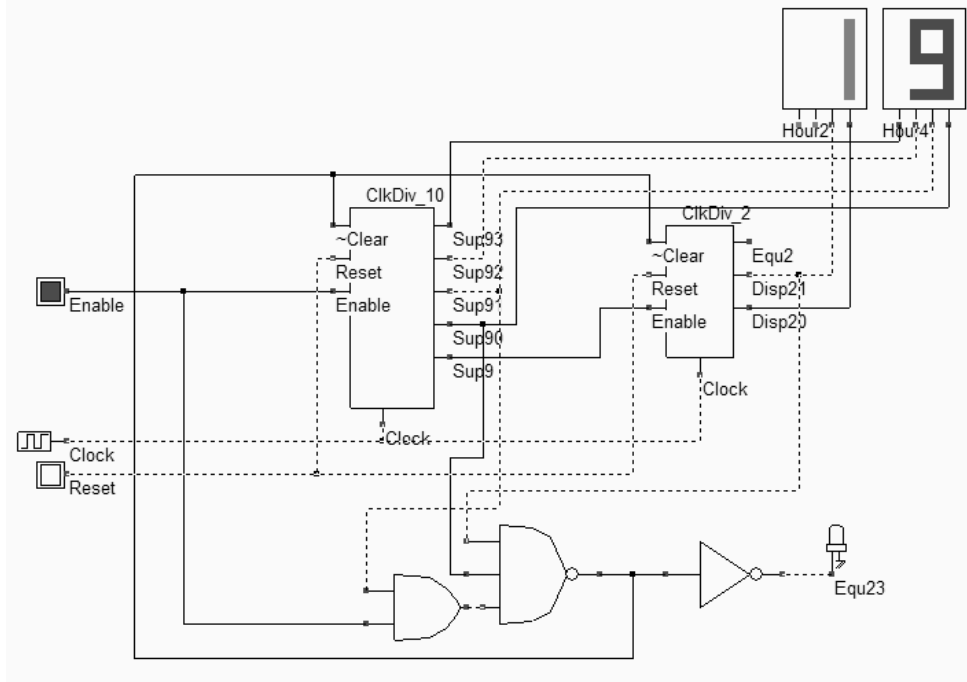 Hour2
Hour4
ClkDiv_10
ClkDiv_2
~Clear
Sup93
~Clear
Equ2
Reset
Sup92
Reset
Disp21
Enable
Enable
Sup91
Enable
Disp20
Sup90
Sup9
Clock
Clock
Clock
Reset
Equ23